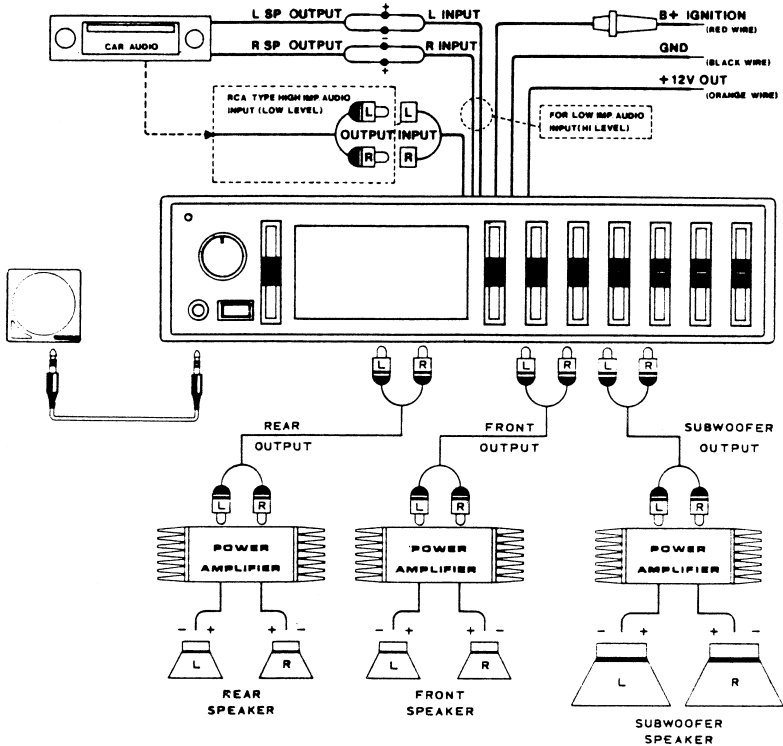 L SP OUTPUT
+
L INPUT
-
B+ IGNITION
(RED WIRE)
CAR AUDIO
R SP OUTPUT
-
R INPUT
+
GND
(BLACK WIRE)
+12V OUT
(ORANGE WIRE)
RCA TYPE HIGH IMP AUDIO
INPUT (LOW LEVEL)
L
L
OUTPUT
INPUT
R
R
FOR LOW IMP AUDIO
INPUT(HI LEVEL)
L
R
L
R
L
R
REAR
OUTPUT
FRONT
OUTPUT
SUBWOOFER
OUTPUT
L
R
L
R
L
R
POWER
AMPLIFIER
POWER
AMPLIFIER
POWER
AMPLIFIER
- +
+ -
- +
+ -
- +
+ -
L
R
L
R
L
R
REAR
SPEAKER
FRONT
SPEAKER
SUBWOOFER
SPEAKER